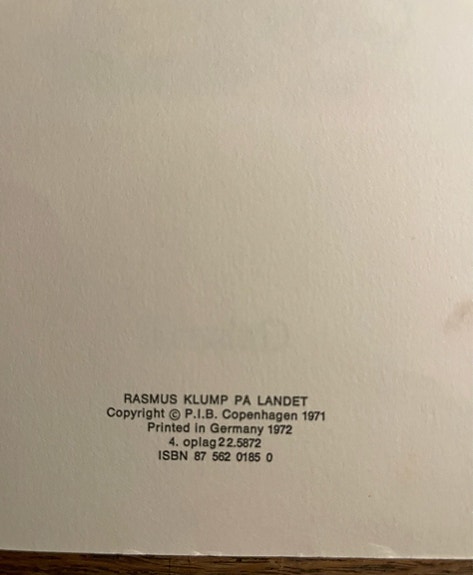 RASMUS KLUMP PA LANDET
Copyright © P.I.B. Copenhagen 1971
Printed in Germany 1972
4. oplag 22.5872
ISBN 87 562 0185 0